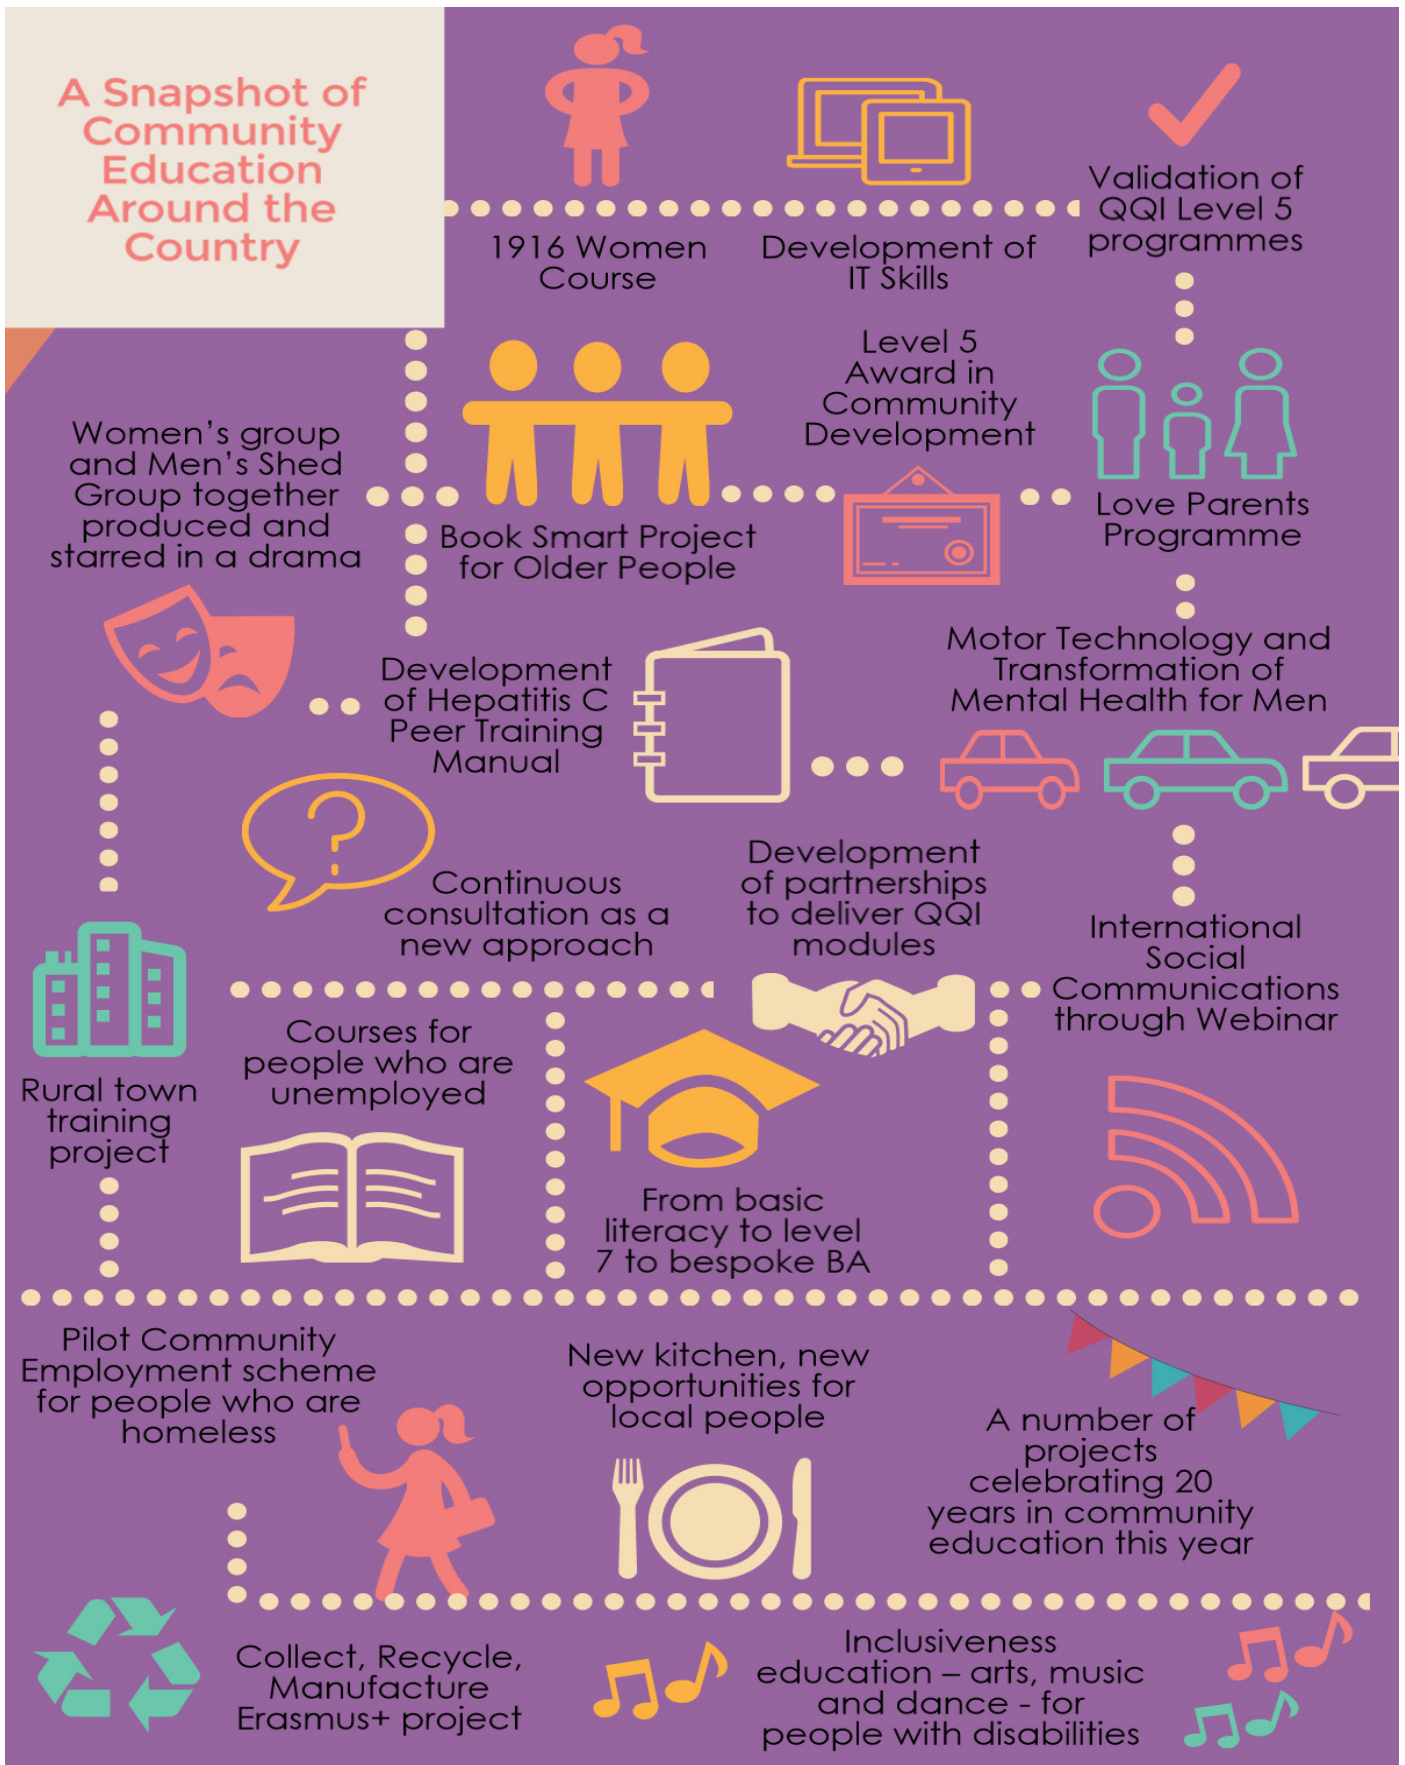 A Snapshot of
Community
Education
Around the
Country
1916 Women
Course
Development of
IT Skills
Validation of
QQI Level 5
programmes
Women's group
and Men's Shed
Group together
produced and
starred in a drama
Book Smart Project
for Older People
Level 5
Award in
Community
Development
Love Parents
Programme
Development
of Hepatitis C
Peer Training
Manual
Motor Technology and
Transformation of
Mental Health for Men
?
Continuous
consultation as a
new approach
Development
of partnerships
to deliver QQI
modules
International
Social
Communications
through Webinar
Rural town
training
project
Courses for
people who are
unemployed
From basic
literacy to level
7 to bespoke BA
Pilot Community
Employment scheme
for people who are
homeless
New kitchen, new
opportunities for
local people
A number of
projects
celebrating 20
years in community
education this year
Collect, Recycle,
Manufacture
Erasmus+ project
Inclusiveness
education – arts, music
and dance - for
people with disabilities